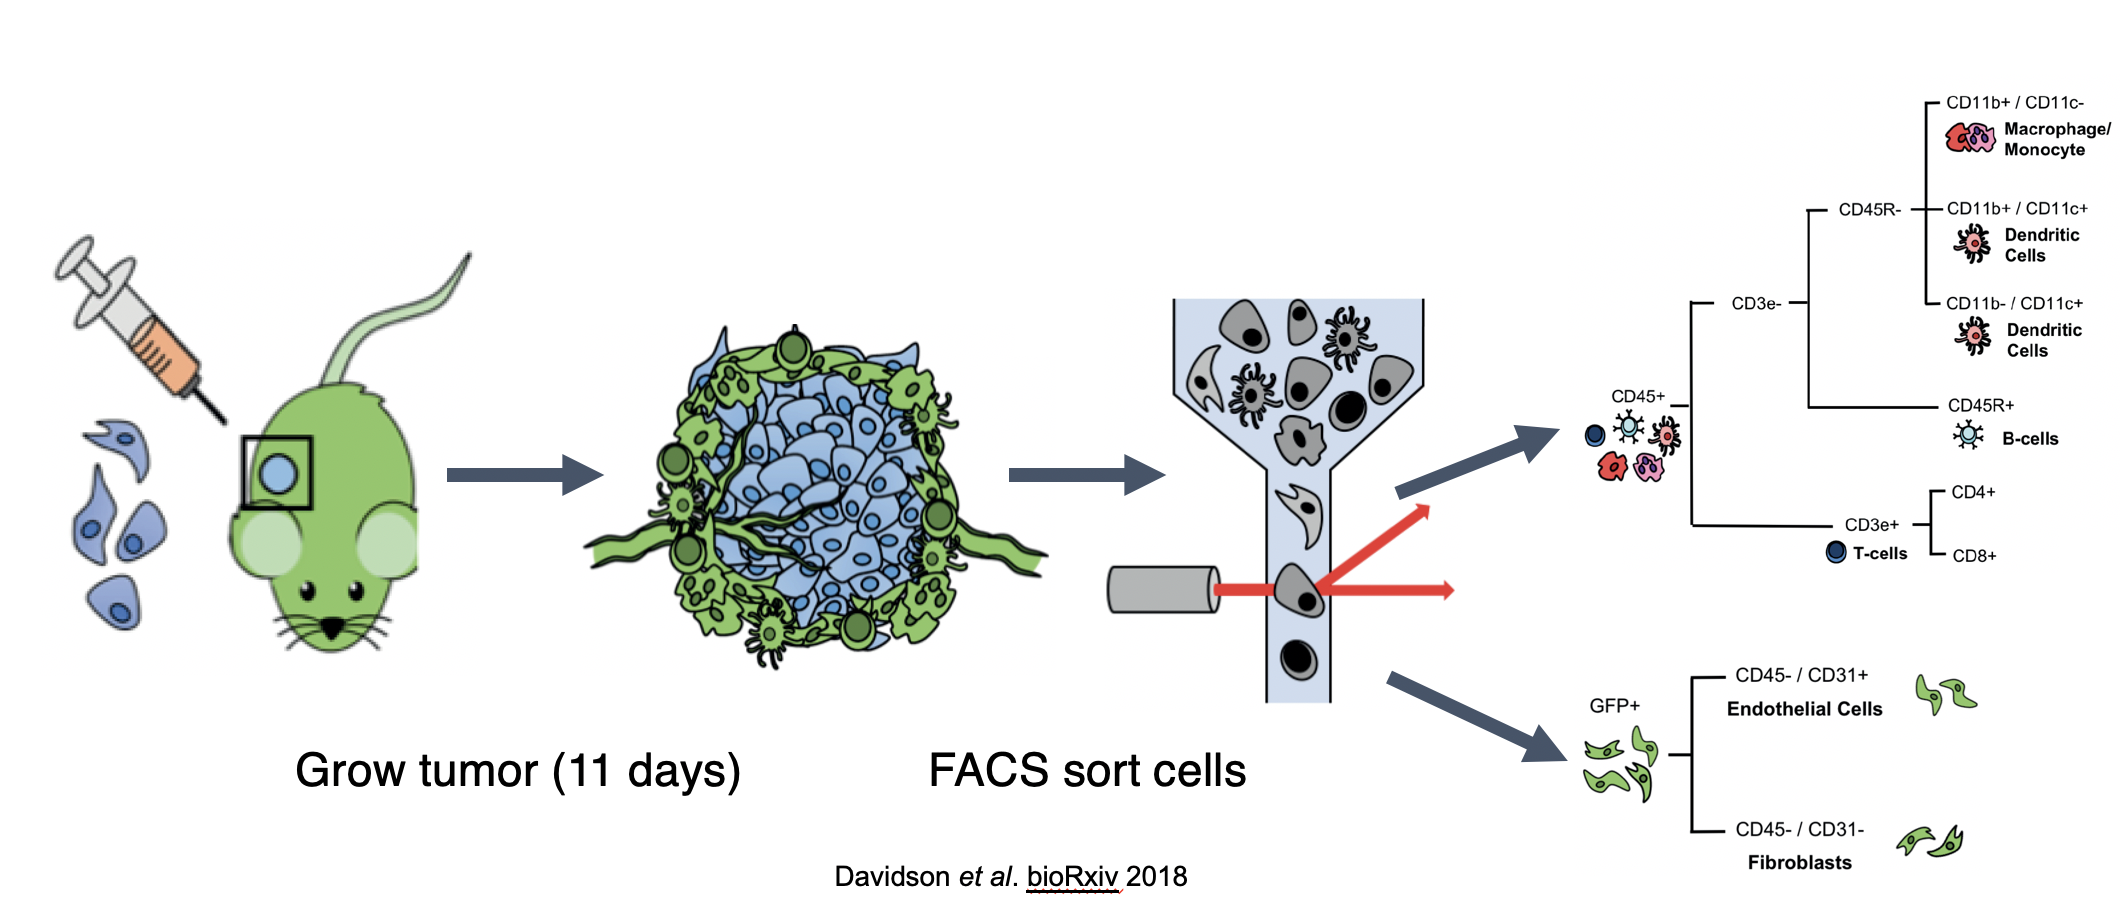 CD11b+ / CD11c-
Macrophage/
Monocyte
CD45R-
CD11b+ / CD11c+
Dendritic
Cells
CD3e-
CD11b- / CD11c+
Dendritic
Cells
CD45+
CD45R+
B-cells
CD4+
CD3e+
T-cells
CD8+
GFP+
CD45- / CD31+
Endothelial Cells
CD45- / CD31-
Fibroblasts
Grow tumor (11 days)
FACS sort cells
Davidson et al. bioRxiv 2018